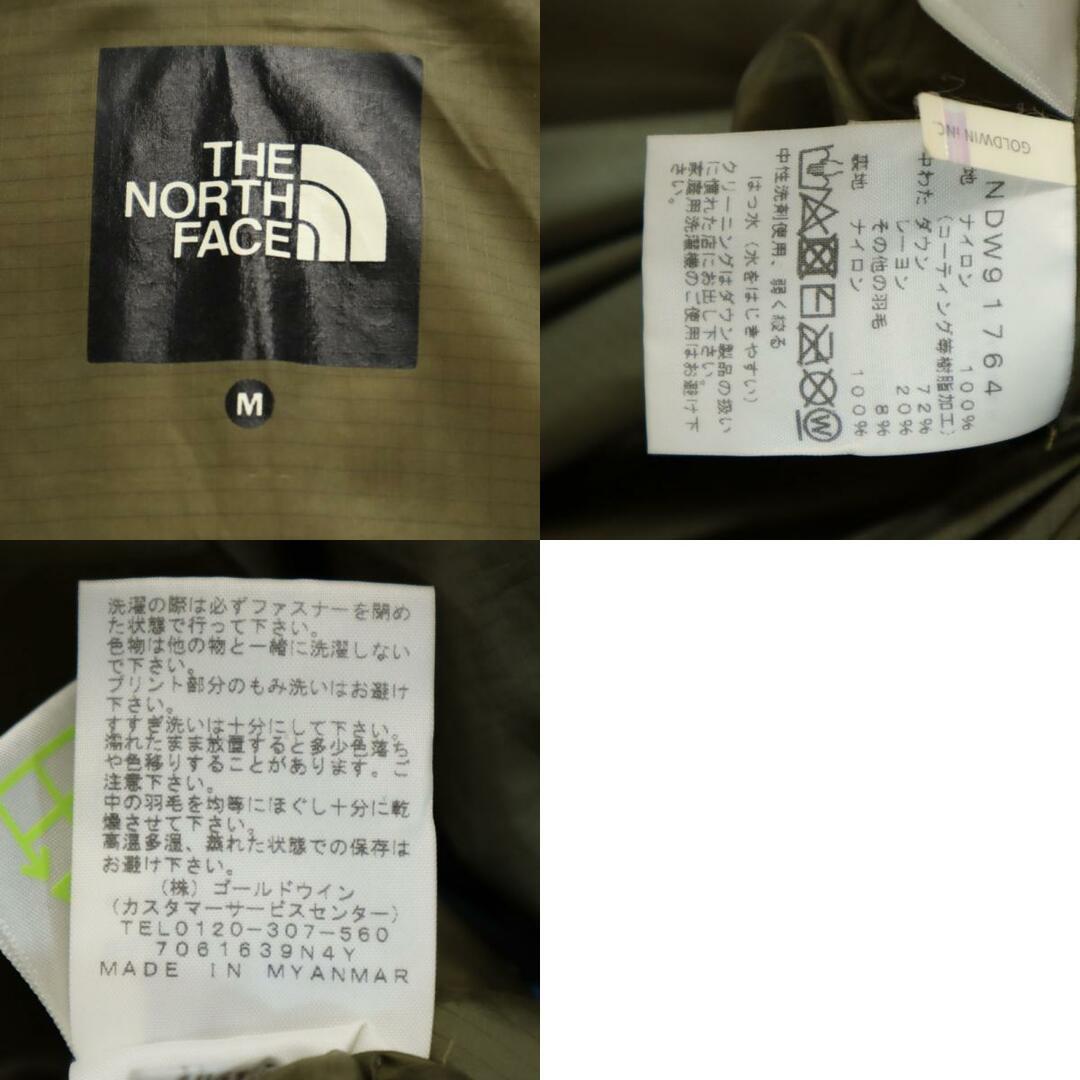 THE
NORTH
FACE
M
GOLDWIN INC
NDW91764
地 ナイロン 100%
(コーティング等樹脂加工)
中わた ダウン 72%
レーヨン 20%
その他の羽毛 8%
裏地 ナイロン 100%
W
中性洗剤使用、弱く絞る
はっ水(水をはじきやすい)
クリーニングはダウン製品の扱い
に慣れた店にお出し下さい。
家庭用洗濯機のご使用はお避け下
さい。
洗濯の際は必ずファスナーを閉め
た状態で行って下さい。
色物は他の物と一緒に洗濯しない
で下さい。
プリント部分のもみ洗いはお避け
下さい。
すすぎ洗いは十分にして下さい。
濡れたまま放置すると多少色落ち
や色移りすることがあります。ご
注意下さい。
中の羽毛を均等にほぐし十分に乾
燥させて下さい。
高温多湿、蒸れた状態での保存は
お避け下さい。
(株)ゴールドウイン
(カスタマーサービスセンター)
TEL0120-307-560
7061639N4Y
MADE IN MYANMAR